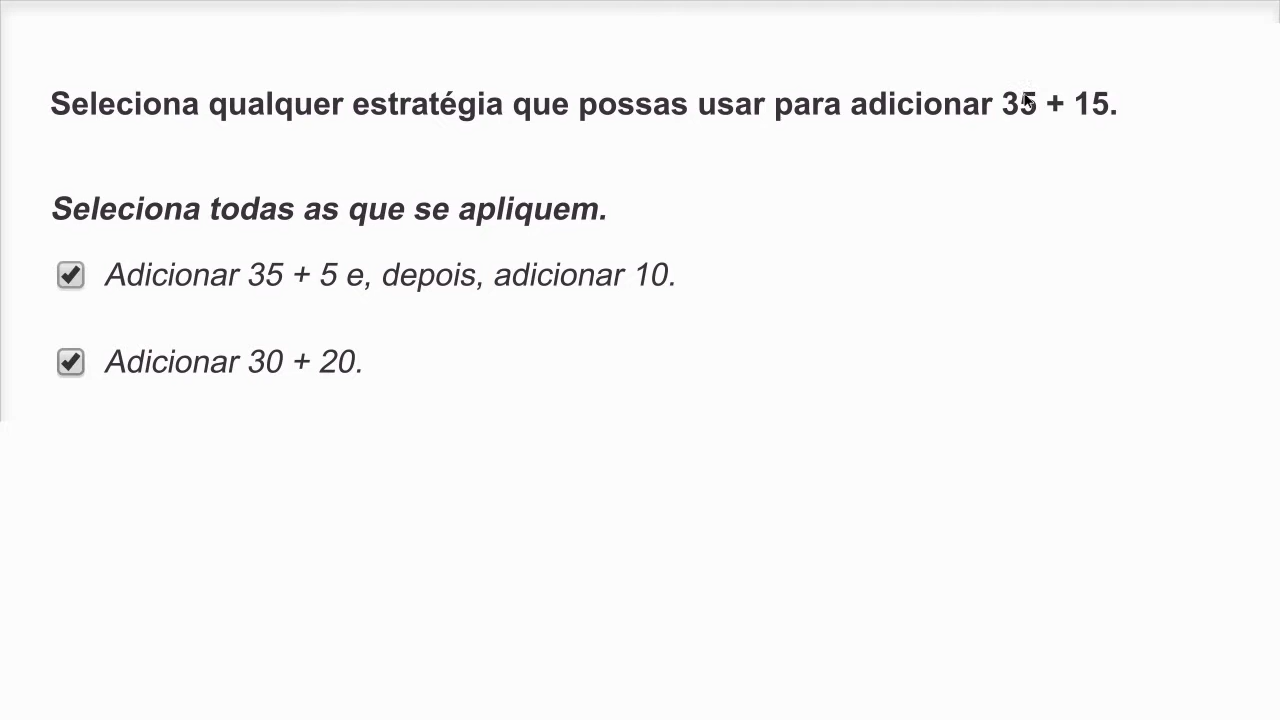 Seleciona qualquer estratégia que possas usar para adicionar 35 + 15.
Seleciona todas as que se apliquem.
Adicionar 35 + 5 e, depois, adicionar 10.
Adicionar 30 + 20.